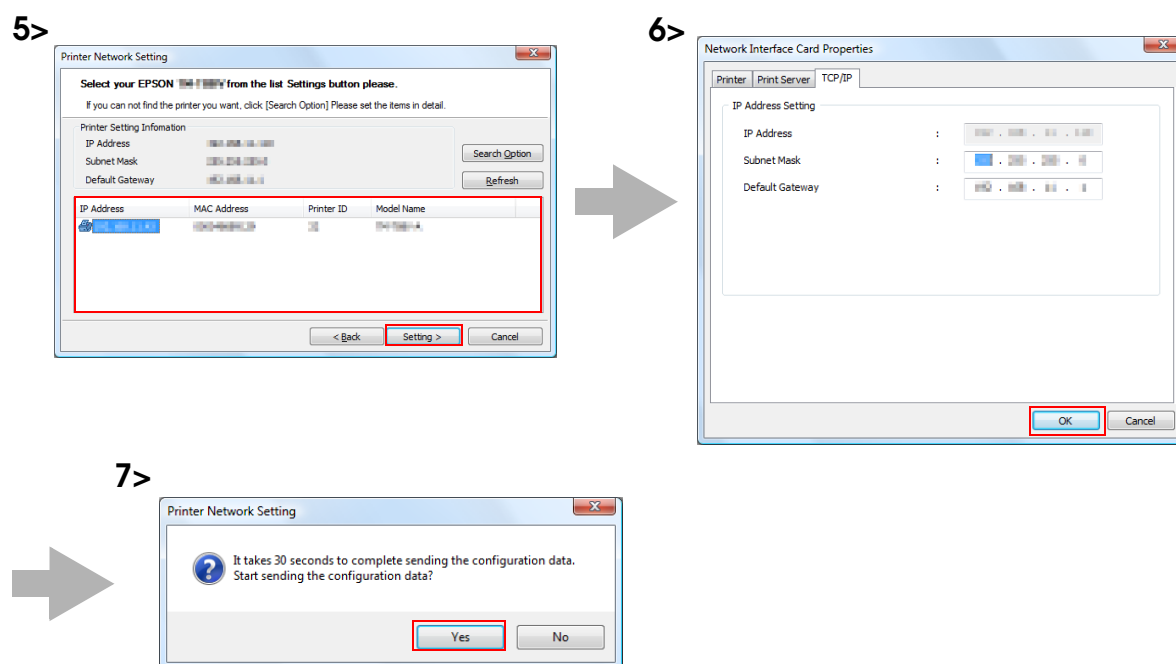 5>
Printer Network Setting
Select your EPSON from the list Settings button please.
If you can not find the printer you want, click [Search Option] Please set the items in detail.
Printer Setting Infomation
IP Address
Subnet Mask
Default Gateway
Search Option
Refresh
IP Address MAC Address Printer ID Model Name
< Back Setting > Cancel
6>
Network Interface Card Properties
Printer Print Server TCP/IP
IP Address Setting
IP Address :
Subnet Mask :
Default Gateway :
OK Cancel
7>
Printer Network Setting
It takes 30 seconds to complete sending the configuration data.
Start sending the configuration data?
Yes No